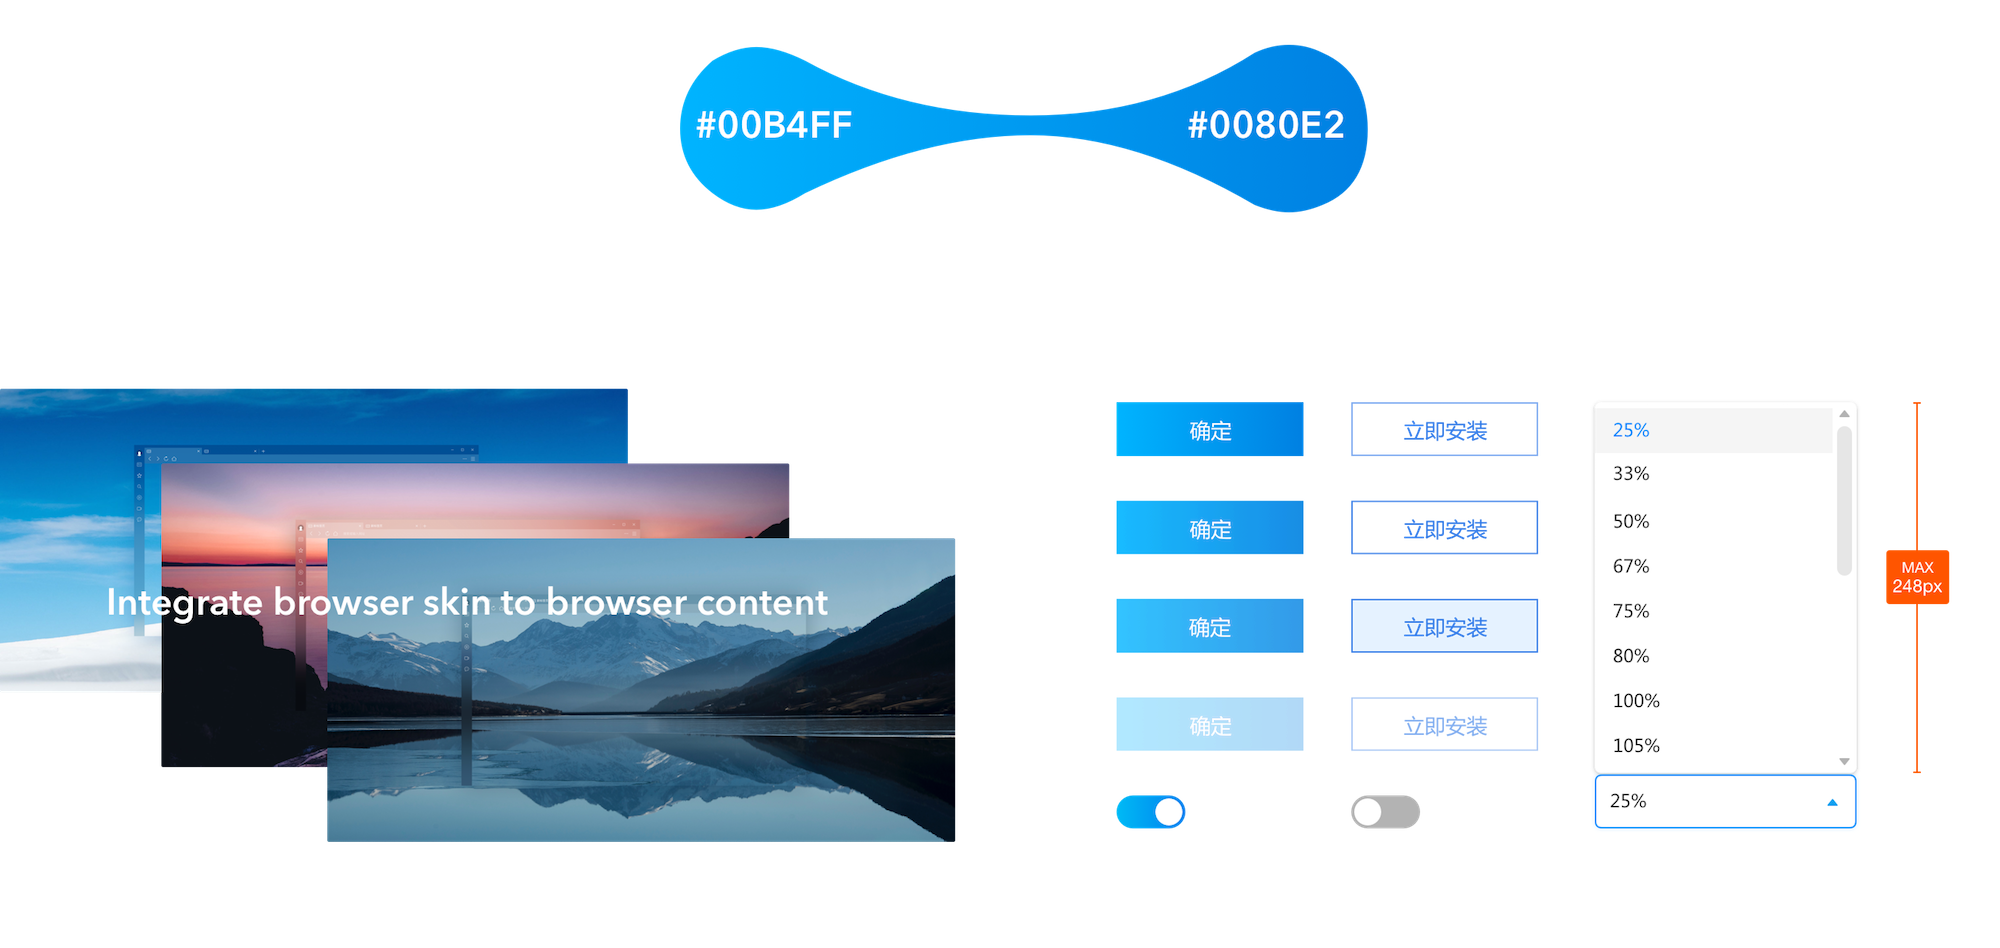 #00B4FF
#0080E2
Integrate browser skin to browser content
确定
立即安装
确定
立即安装
确定
立即安装
确定
立即安装
25%
33%
50%
67%
75%
80%
100%
105%
25%
MAX
248px